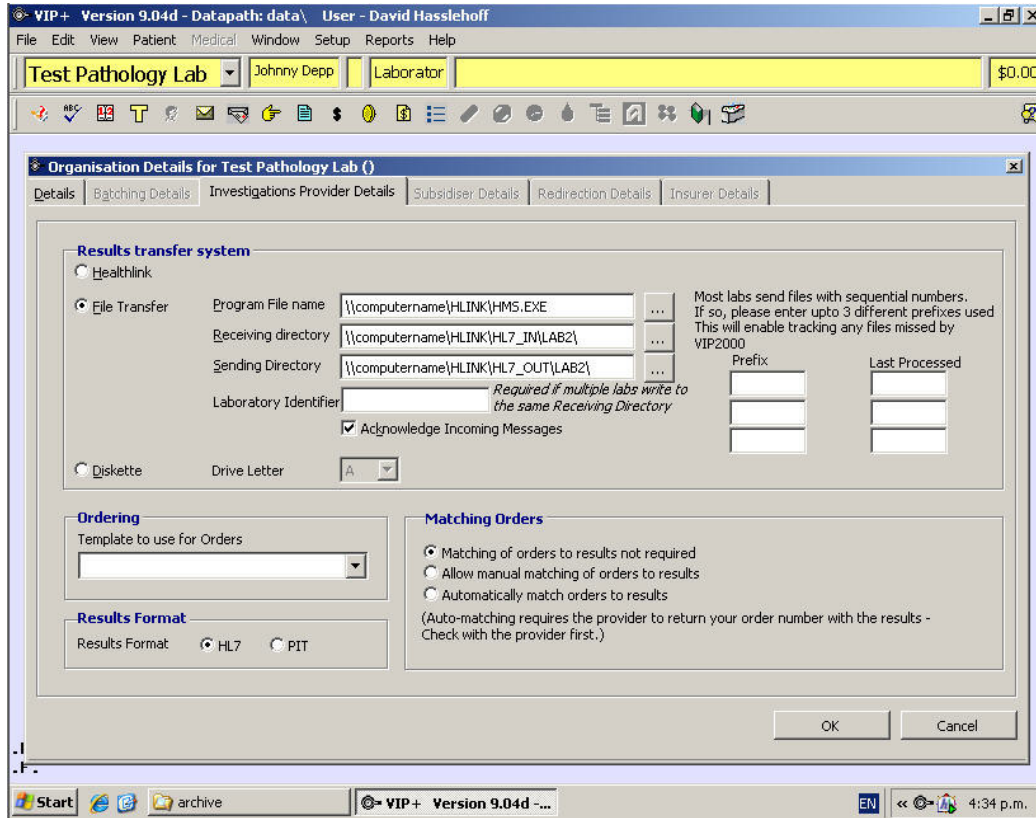 VIP+ Version 9.04d - Datapath: data\ User - David Hasslehoff
File Edit View Patient Medical Window Setup Reports Help
Test Pathology Lab Johnny Depp Laborator $0.00
Organisation Details for Test Pathology Lab ()
Details Batching Details Investigations Provider Details Subsidiser Details Redirection Details Insurer Details
Results transfer system
Healthlink
File Transfer
Program File name \\computername\HLINK\HMS.EXE ...
Receiving directory \\computername\HLINK\HL7_IN\LAB2\ ...
Sending Directory \\computername\HLINK\HL7_OUT\LAB2\ ...
Laboratory Identifier
Required if multiple labs write to
the same Receiving Directory
Acknowledge Incoming Messages
Most labs send files with sequential numbers.
If so, please enter upto 3 different prefixes used
This will enable tracking any files missed by
VIP2000
Prefix Last Processed
Diskette Drive Letter A
Ordering
Template to use for Orders
Results Format
Results Format HL7 PIT
Matching Orders
Matching of orders to results not required
Allow manual matching of orders to results
Automatically match orders to results
(Auto-matching requires the provider to return your order number with the results -
Check with the provider first.)
OK Cancel
Start archive VIP+ Version 9.04d -... EN « 4:34 p.m.